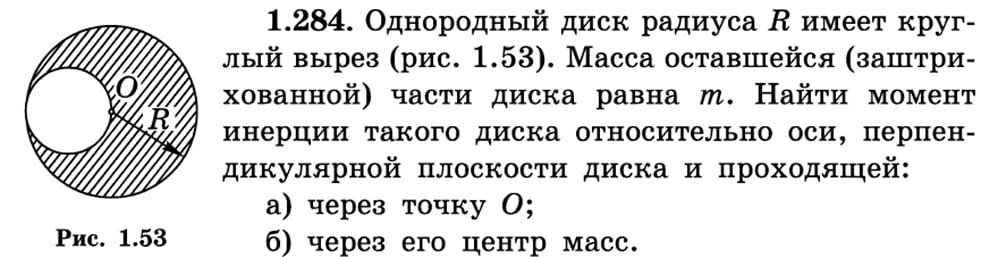 O
R
Рис. 1.53
1.284. Однородный диск радиуса R имеет круг-
лый вырез (рис. 1.53). Масса оставшейся (заштри-
хованной) части диска равна m. Найти момент
инерции такого диска относительно оси, перпен-
дикулярной плоскости диска и проходящей:
а) через точку O;
б) через его центр масс.